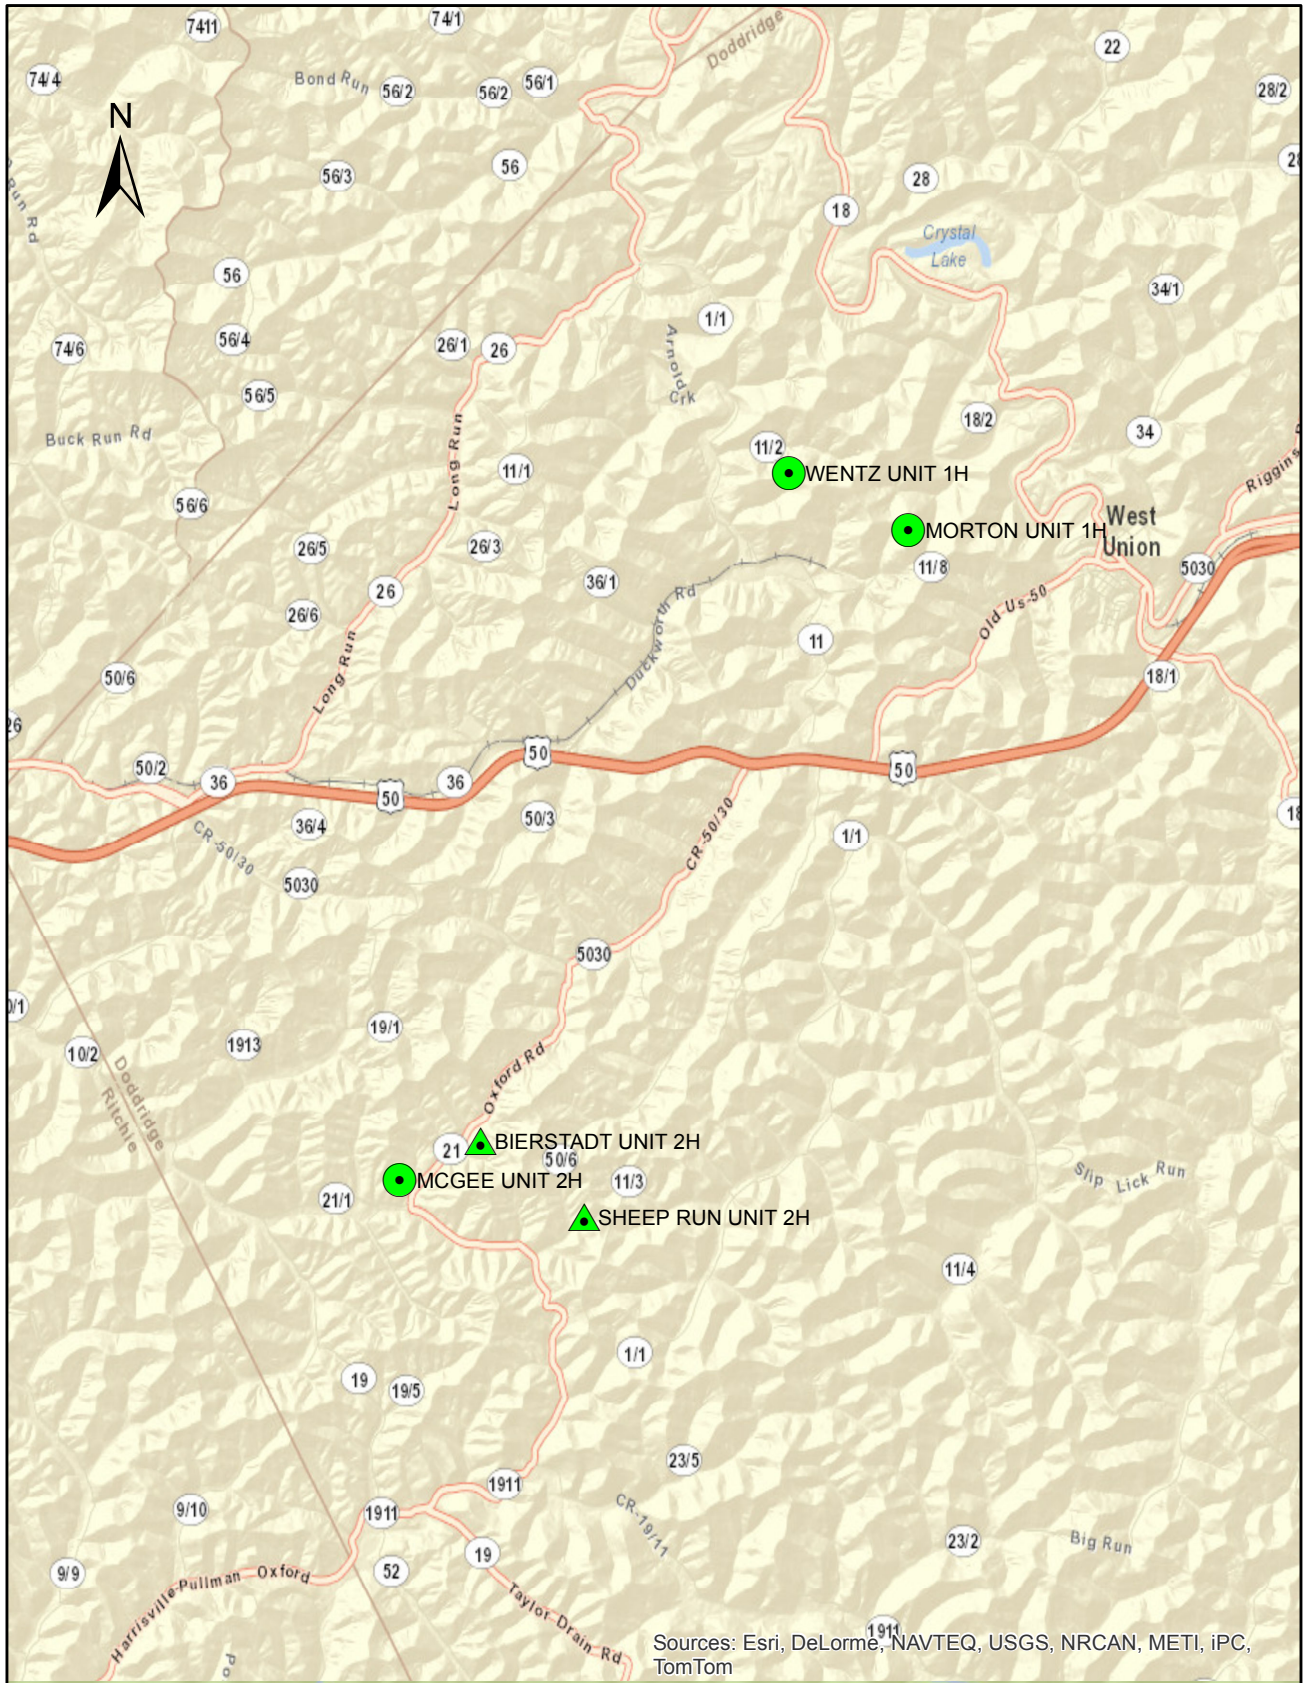 7411
74/1
Doddridge
22
74/4
Bond Run
56/2
56/2
56/1
28/2
N
56/3
56
28
28
Run Rd
18
Crystal
Lake
56
34/1
1/1
56/4
74/6
26/1
26
Arnold
Crk
56/5
18/2
Buck Run Rd
34
Long Run
11/2
11/1
WENTZ UNIT 1H
Riggins
56/6
West
Union
MORTON UNIT 1H
26/5
26/3
11/8
5030
36/1
26
Old Us-50
26/6
Duckworth Rd
11
Long Run
50/6
18/1
26
50
50/2
36
36
50
50
18
50/3
36/4
CR-50/30
CR-50/30
1/1
5030
5030
0/1
19/1
1913
10/2
Oxford Rd
Doddridge
Ritchie
21
BIERSTADT UNIT 2H
50/6
MCGEE UNIT 2H
11/3
Slip Lick Run
21/1
SHEEP RUN UNIT 2H
11/4
1/1
19
19/5
23/5
1911
9/10
1911
CR-19/11
23/2
Big Run
19
9/9
52
Harrisville Pullman Oxford
Taylor Drain Rd
1911
Po
Sources: Esri, DeLorme, NAVTEQ, USGS, NRCAN, METI, iPC,
TomTom